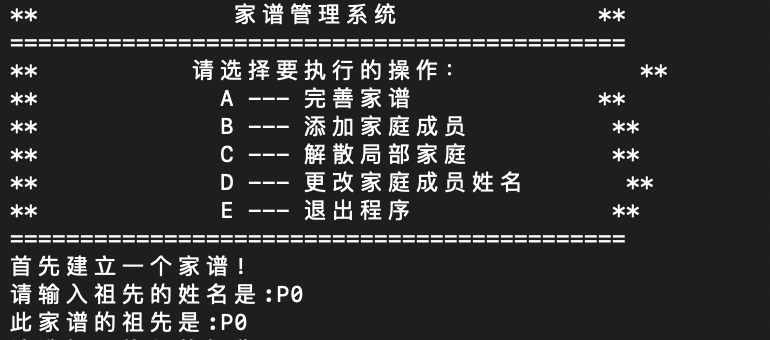 ** 家谱管理系统 **
============================================
** 请选择要执行的操作: **
** A --- 完善家谱 **
** B --- 添加家庭成员 **
** C --- 解散局部家庭 **
** D --- 更改家庭成员姓名 **
** E --- 退出程序 **
============================================
首先建立一个家谱!
请输入祖先的姓名是:P0
此家谱的祖先是:P0